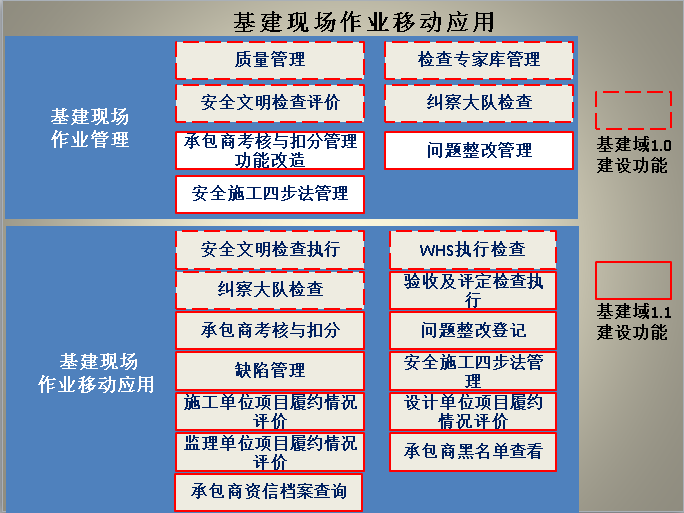 基建现场作业移动应用
基建现场
作业管理
质量管理
检查专家库管理
安全文明检查评价
纠察大队检查
承包商考核与扣分管理
功能改造
问题整改管理
安全施工四步法管理
基建域1.0
建设功能
基建现场
作业移动应用
安全文明检查执行
WHS执行检查
纠察大队检查
验收及评定检查执
行
承包商考核与扣分
问题整改登记
缺陷管理
安全施工四步法管
理
施工单位项目履约情况
评价
设计单位项目履约
情况评价
监理单位项目履约情况
评价
承包商黑名单查看
承包商资信档案查询
基建域1.1
建设功能